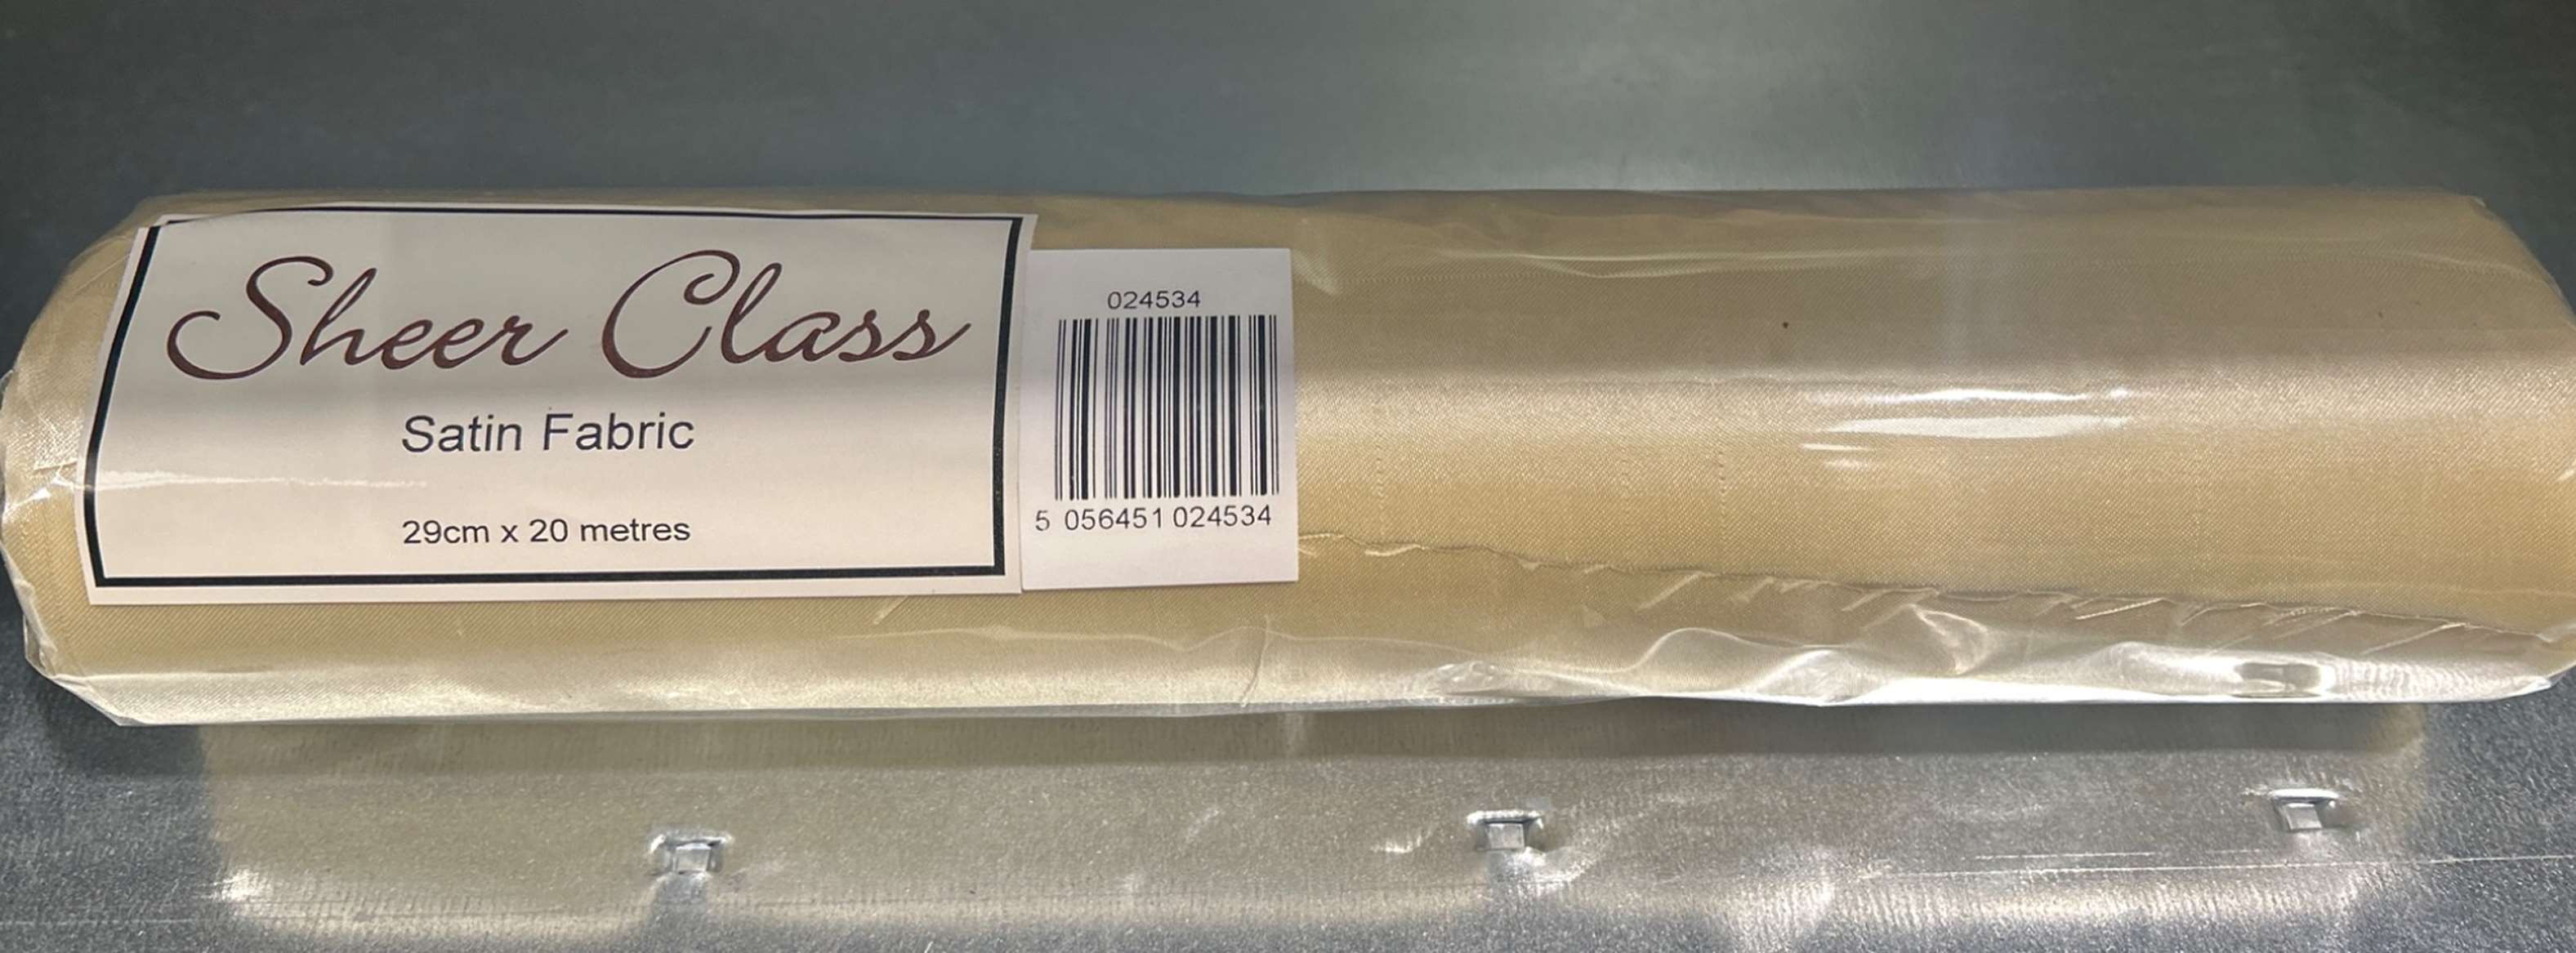 Sheer Class
Satin Fabric
29cm x 20 metres
024534
5 056451 024534